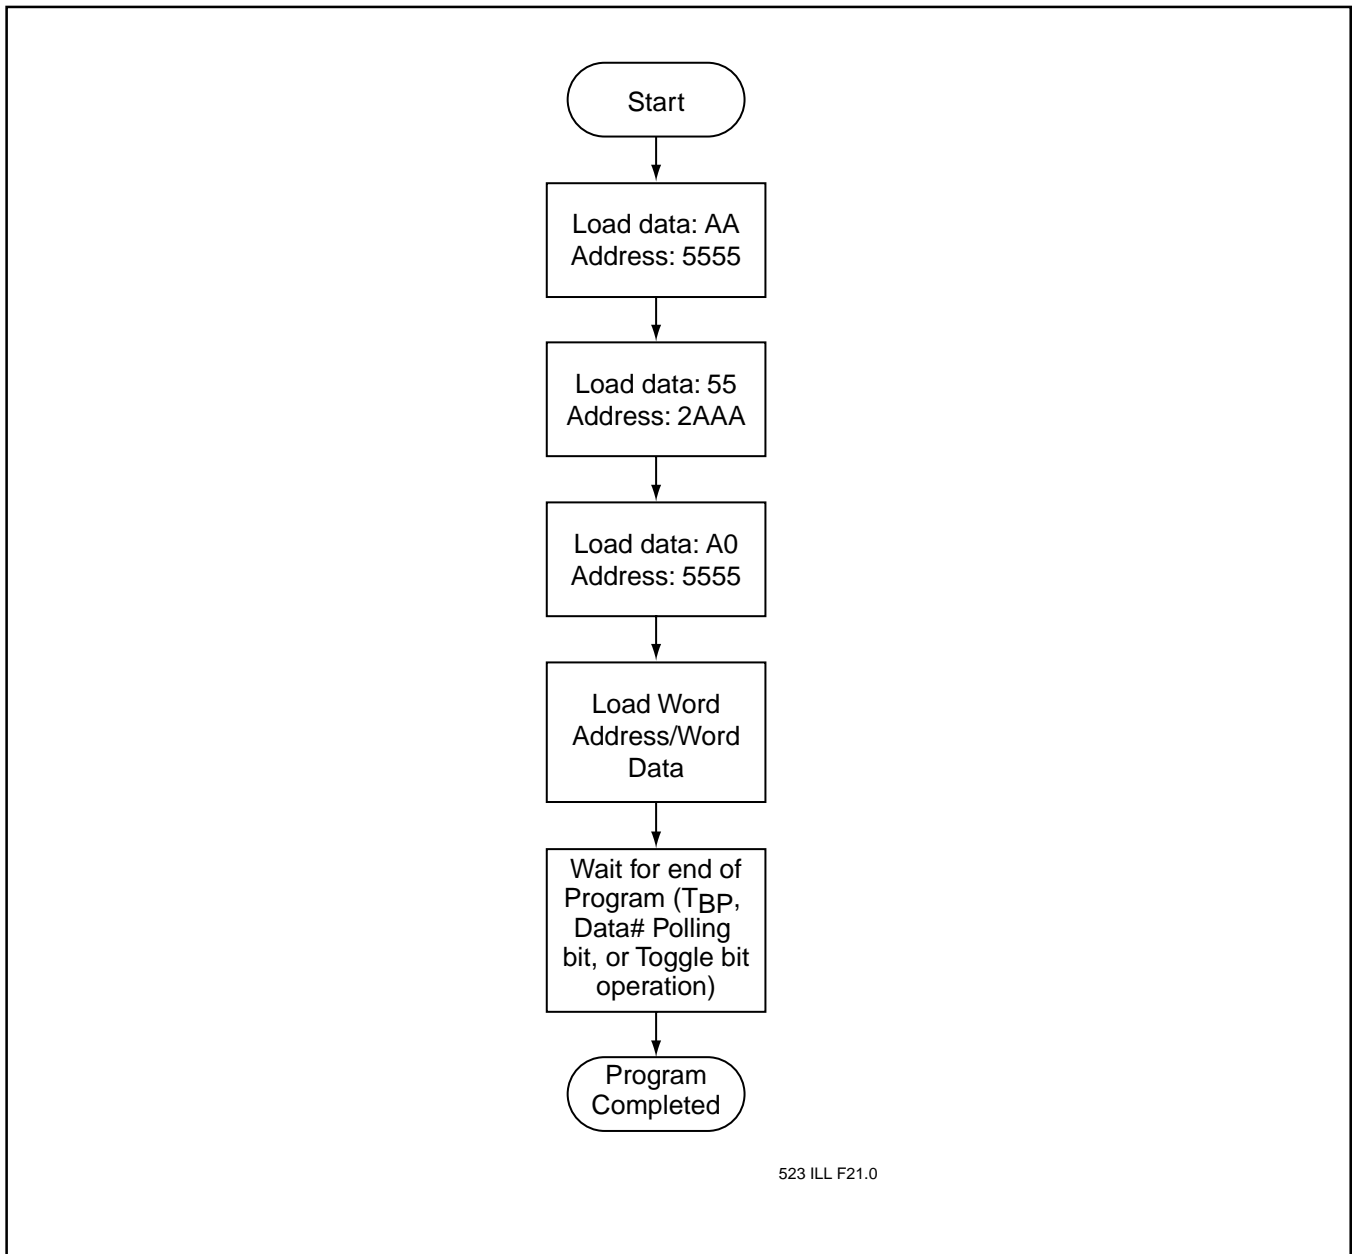 Start
Load data: AA
Address: 5555
Load data: 55
Address: 2AAA
Load data: A0
Address: 5555
Load Word
Address/Word
Data
Wait for end of
Program (TBP,
Data# Polling
bit, or Toggle bit
operation)
Program
Completed
523 ILL F21.0